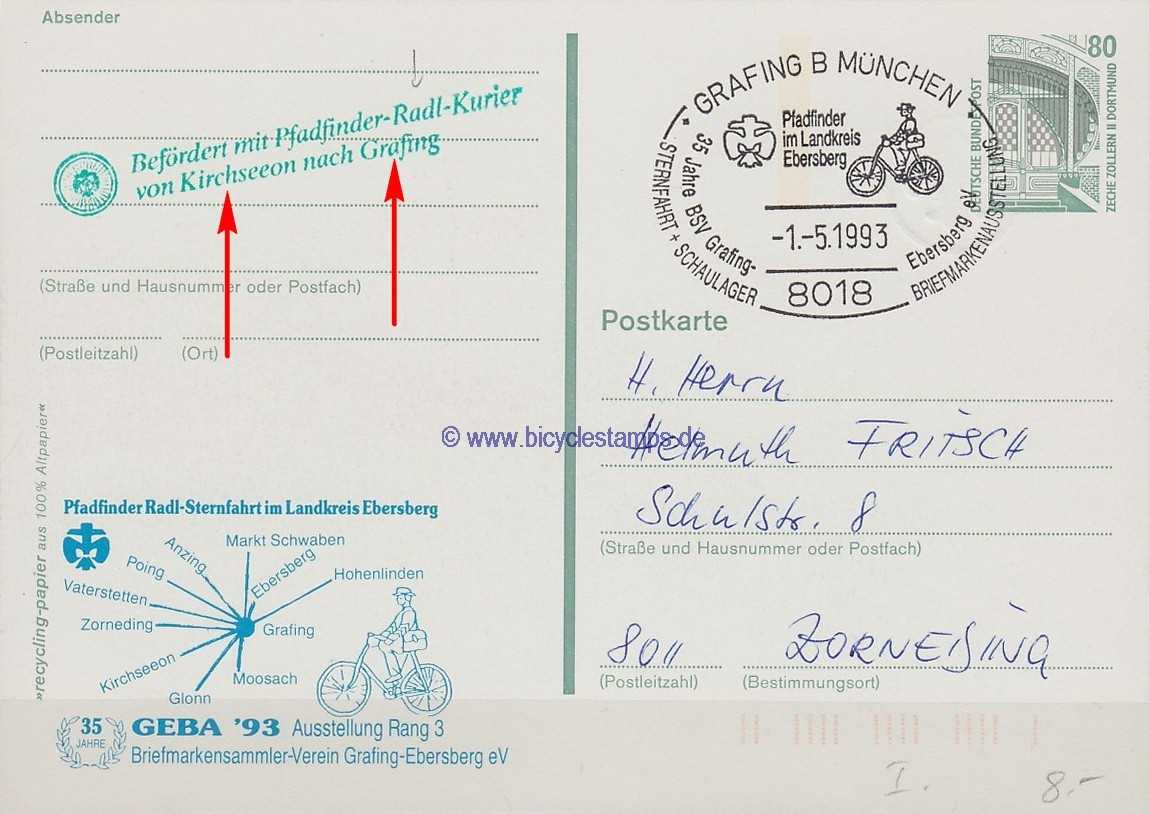 Absender
Befördert mit Pfadfinder-Radl-Kurier
von Kirchseeon nach Grafing
(Straße und Hausnummer oder Postfach)
(Postleitzahl) (Ort)
»recycling-papier aus 100% Altpapier«
Pfadfinder Radl-Sternfahrt im Landkreis Ebersberg
Markt Schwaben
Anzing
Ebersberg
Poing
Hohenlinden
Vaterstetten
Zorneding
Grafing
Kirchseeon
Moosach
Glonn
35
JAHRE
GEBA '93 Ausstellung Rang 3
Briefmarkensammler-Verein Grafing-Ebersberg eV
GRAFING B MÜNCHEN
Pfadfinder
im Landkreis
Ebersberg
35 Jahre BSV Grafing-
Ebersberg eV
STERNFAHRT + SCHAULAGER
BRIEFMARKENAUSSTELLUNG
-1.-5.1993
8018
80
DEUTSCHE BUNDESPOST
ZECHE ZOLLERN II DORTMUND
Postkarte
H. Herrn
© www.bicyclestamps.de
Helmuth FRITSCH
Schulstr. 8
(Straße und Hausnummer oder Postfach)
8011 ZORNEDING
(Postleitzahl) (Bestimmungsort)
I. 8.-